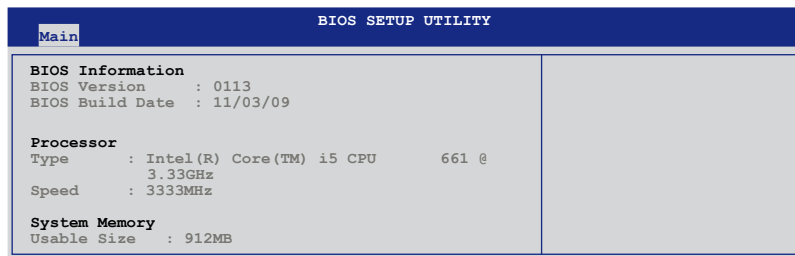 BIOS SETUP UTILITY
Main
BIOS Information
BIOS Version : 0113
BIOS Build Date : 11/03/09
Processor
Type : Intel(R) Core(TM) i5 CPU 661 @
3.33GHz
Speed : 3333MHz
System Memory
Usable Size : 912MB